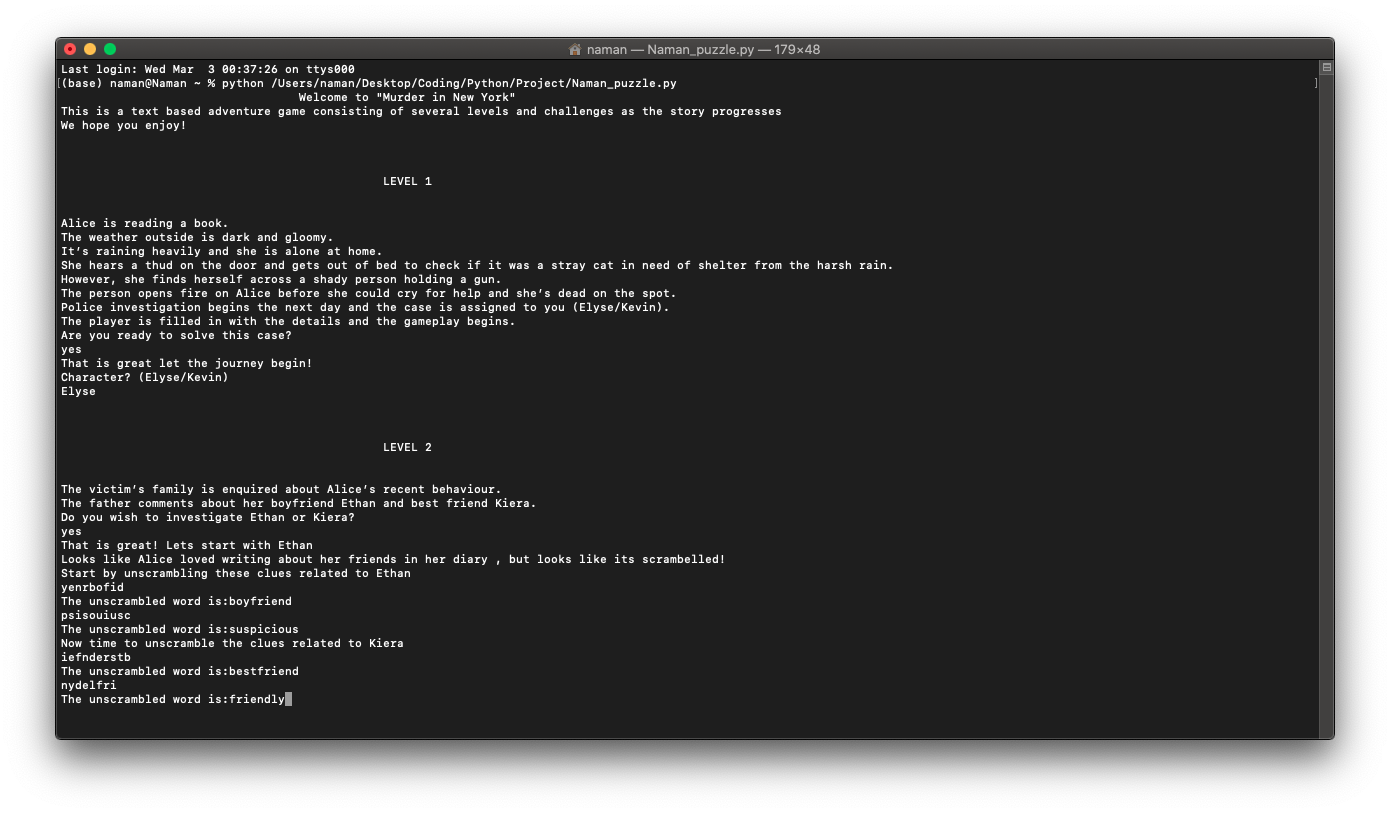 naman — Naman_puzzle.py — 179×48
Last login: Wed Mar  3 00:37:26 on ttys000
[(base) naman@Naman ~ % python /Users/naman/Desktop/Coding/Python/Project/Naman_puzzle.py ]
Welcome to "Murder in New York"
This is a text based adventure game consisting of several levels and challenges as the story progresses
We hope you enjoy!
LEVEL 1
Alice is reading a book.
The weather outside is dark and gloomy.
It’s raining heavily and she is alone at home.
She hears a thud on the door and gets out of bed to check if it was a stray cat in need of shelter from the harsh rain.
However, she finds herself across a shady person holding a gun.
The person opens fire on Alice before she could cry for help and she’s dead on the spot.
Police investigation begins the next day and the case is assigned to you (Elyse/Kevin).
The player is filled in with the details and the gameplay begins.
Are you ready to solve this case?
yes
That is great let the journey begin!
Character? (Elyse/Kevin)
Elyse
LEVEL 2
The victim’s family is enquired about Alice’s recent behaviour.
The father comments about her boyfriend Ethan and best friend Kiera.
Do you wish to investigate Ethan or Kiera?
yes
That is great! Lets start with Ethan
Looks like Alice loved writing about her friends in her diary , but looks like its scrambelled!
Start by unscrambling these clues related to Ethan
yenrbofid
The unscrambled word is:boyfriend
psisouiusc
The unscrambled word is:suspicious
Now time to unscramble the clues related to Kiera
iefnderstb
The unscrambled word is:bestfriend
nydelfri
The unscrambled word is:friendly